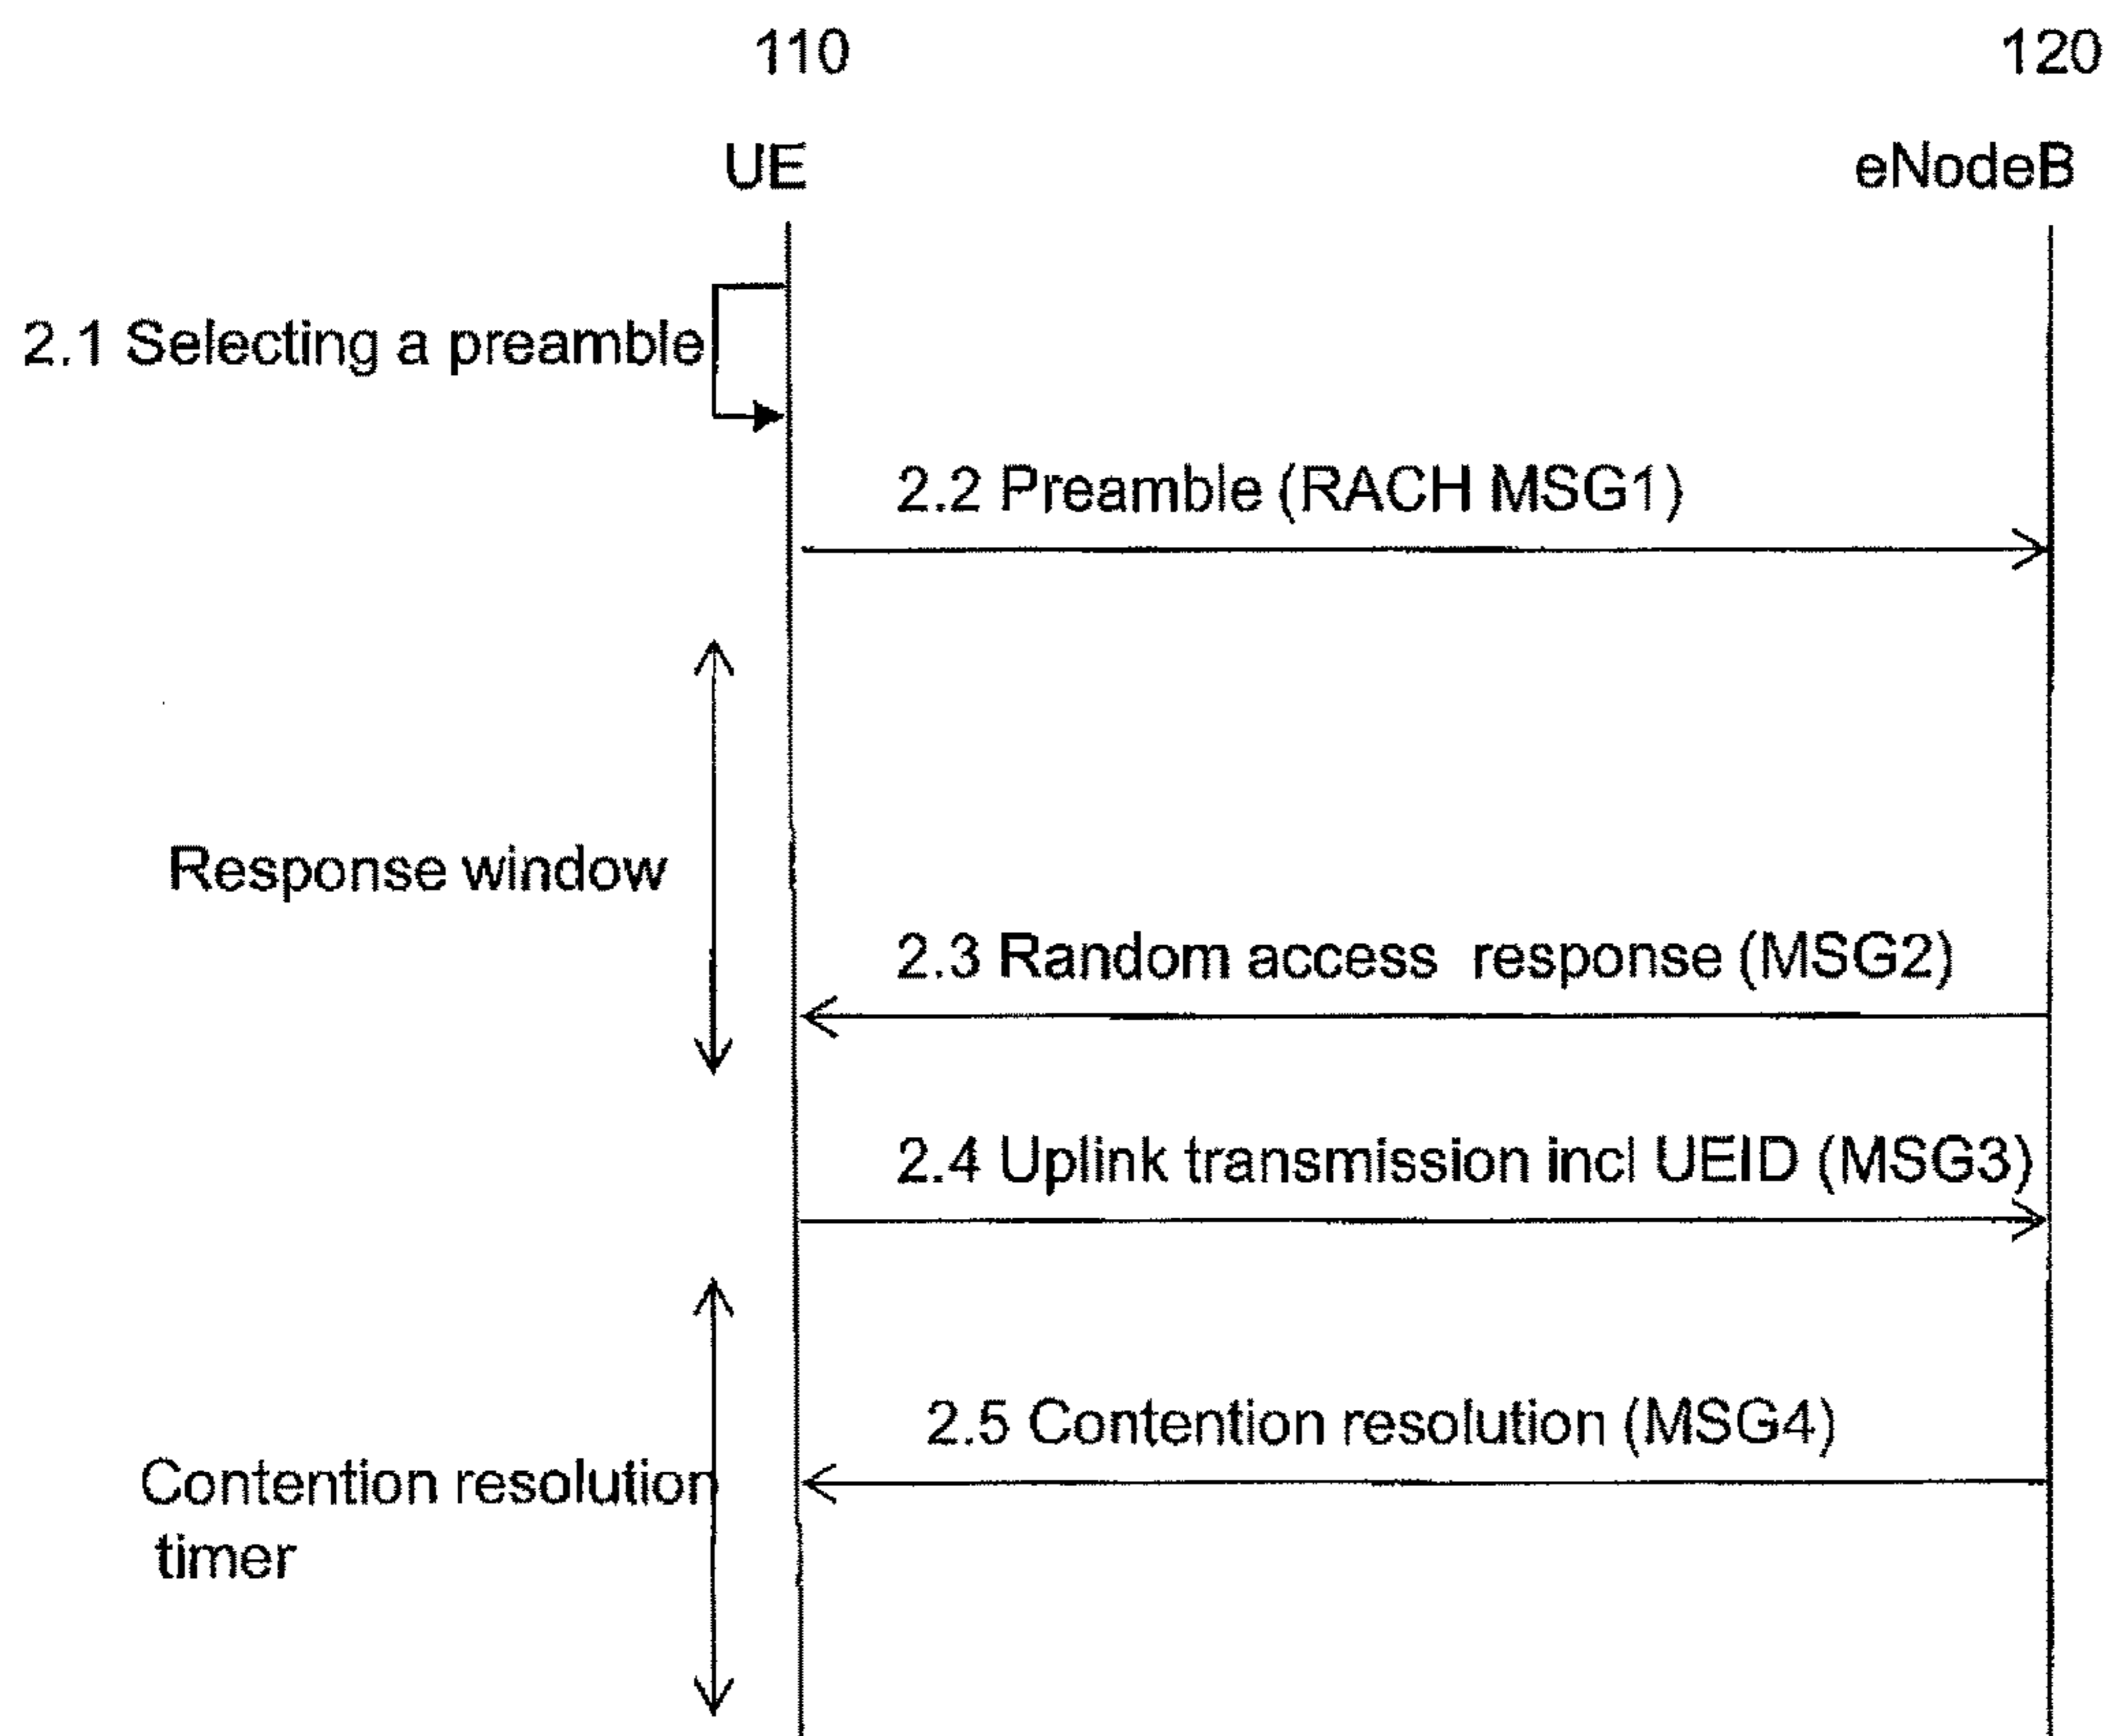 110
120
UE
eNodeB
2.1 Selecting a preamble
2.2 Preamble (RACH MSG1)
Response window
2.3 Random access response (MSG2)
2.4 Uplink transmission incl UEID (MSG3)
2.5 Contention resolution (MSG4)
Contention resolution
timer